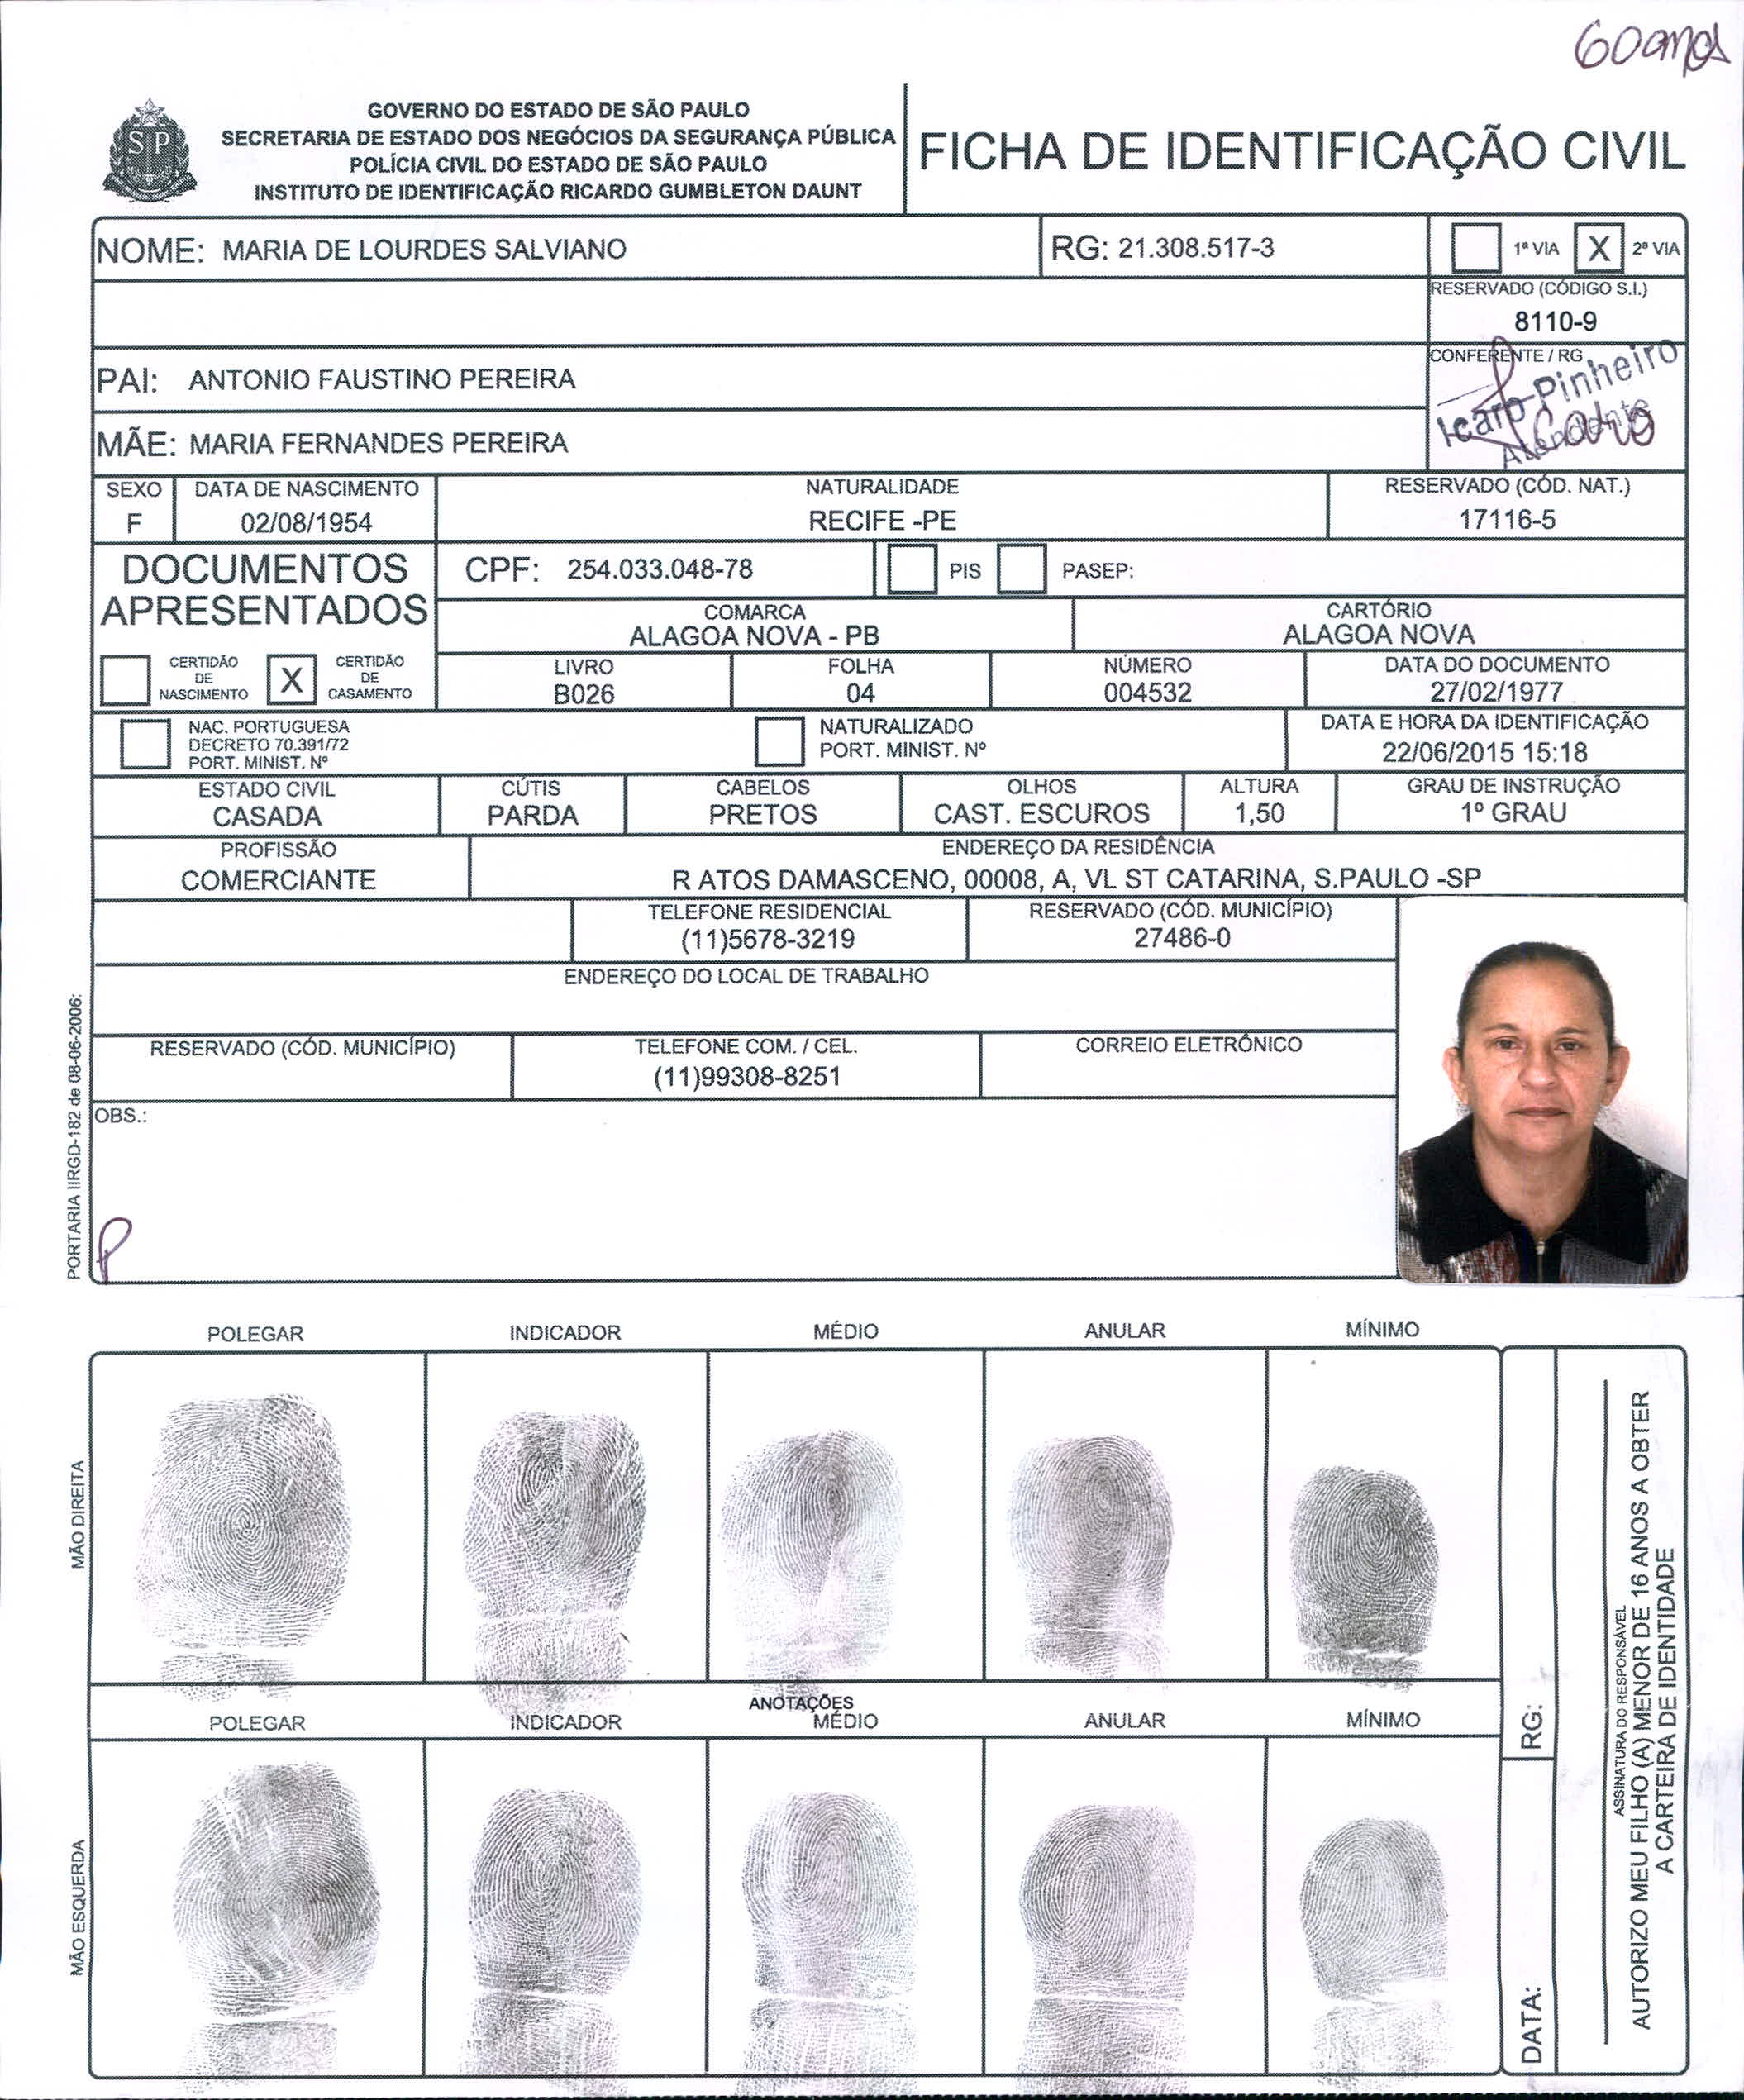 60 anos
GOVERNO DO ESTADO DE SÃO PAULO
SECRETARIA DE ESTADO DOS NEGÓCIOS DA SEGURANÇA PÚBLICA
POLÍCIA CIVIL DO ESTADO DE SÃO PAULO
INSTITUTO DE IDENTIFICAÇÃO RICARDO GUMBLETON DAUNT
SP
FICHA DE IDENTIFICAÇÃO CIVIL
NOME: MARIA DE LOURDES SALVIANO
RG: 21.308.517-3
1ª VIA X 2ª VIA
RESERVADO (CÓDIGO S.I.)
8110-9
PAI: ANTONIO FAUSTINO PEREIRA
CONFERENTE / RG
Icaro Pinheiro
Atendente
Icaro
MÃE: MARIA FERNANDES PEREIRA
SEXO
F
DATA DE NASCIMENTO
02/08/1954
NATURALIDADE
RECIFE -PE
RESERVADO (CÓD. NAT.)
17116-5
DOCUMENTOS
APRESENTADOS
CPF: 254.033.048-78
PIS
PASEP:
COMARCA
ALAGOA NOVA - PB
CARTÓRIO
ALAGOA NOVA
CERTIDÃO
DE
NASCIMENTO
X
CERTIDÃO
DE
CASAMENTO
LIVRO
B026
FOLHA
04
NÚMERO
004532
DATA DO DOCUMENTO
27/02/1977
NAC. PORTUGUESA
DECRETO 70.391/72
PORT. MINIST. Nº
NATURALIZADO
PORT. MINIST. Nº
DATA E HORA DA IDENTIFICAÇÃO
22/06/2015 15:18
ESTADO CIVIL
CASADA
CÚTIS
PARDA
CABELOS
PRETOS
OLHOS
CAST. ESCUROS
ALTURA
1,50
GRAU DE INSTRUÇÃO
1º GRAU
PROFISSÃO
COMERCIANTE
ENDEREÇO DA RESIDÊNCIA
R ATOS DAMASCENO, 00008, A, VL ST CATARINA, S.PAULO -SP
TELEFONE RESIDENCIAL
(11)5678-3219
RESERVADO (CÓD. MUNICÍPIO)
27486-0
ENDEREÇO DO LOCAL DE TRABALHO
RESERVADO (CÓD. MUNICÍPIO)
TELEFONE COM. / CEL.
(11)99308-8251
CORREIO ELETRÔNICO
OBS.:
PORTARIA IIRGD-182 de 08-06-2006:
POLEGAR INDICADOR MÉDIO ANULAR MÍNIMO
MÃO DIREITA
ANOTAÇÕES
POLEGAR INDICADOR MÉDIO ANULAR MÍNIMO
MÃO ESQUERDA
RG:
DATA:
ASSINATURA DO RESPONSÁVEL
AUTORIZO MEU FILHO (A) MENOR DE 16 ANOS A OBTER
A CARTEIRA DE IDENTIDADE